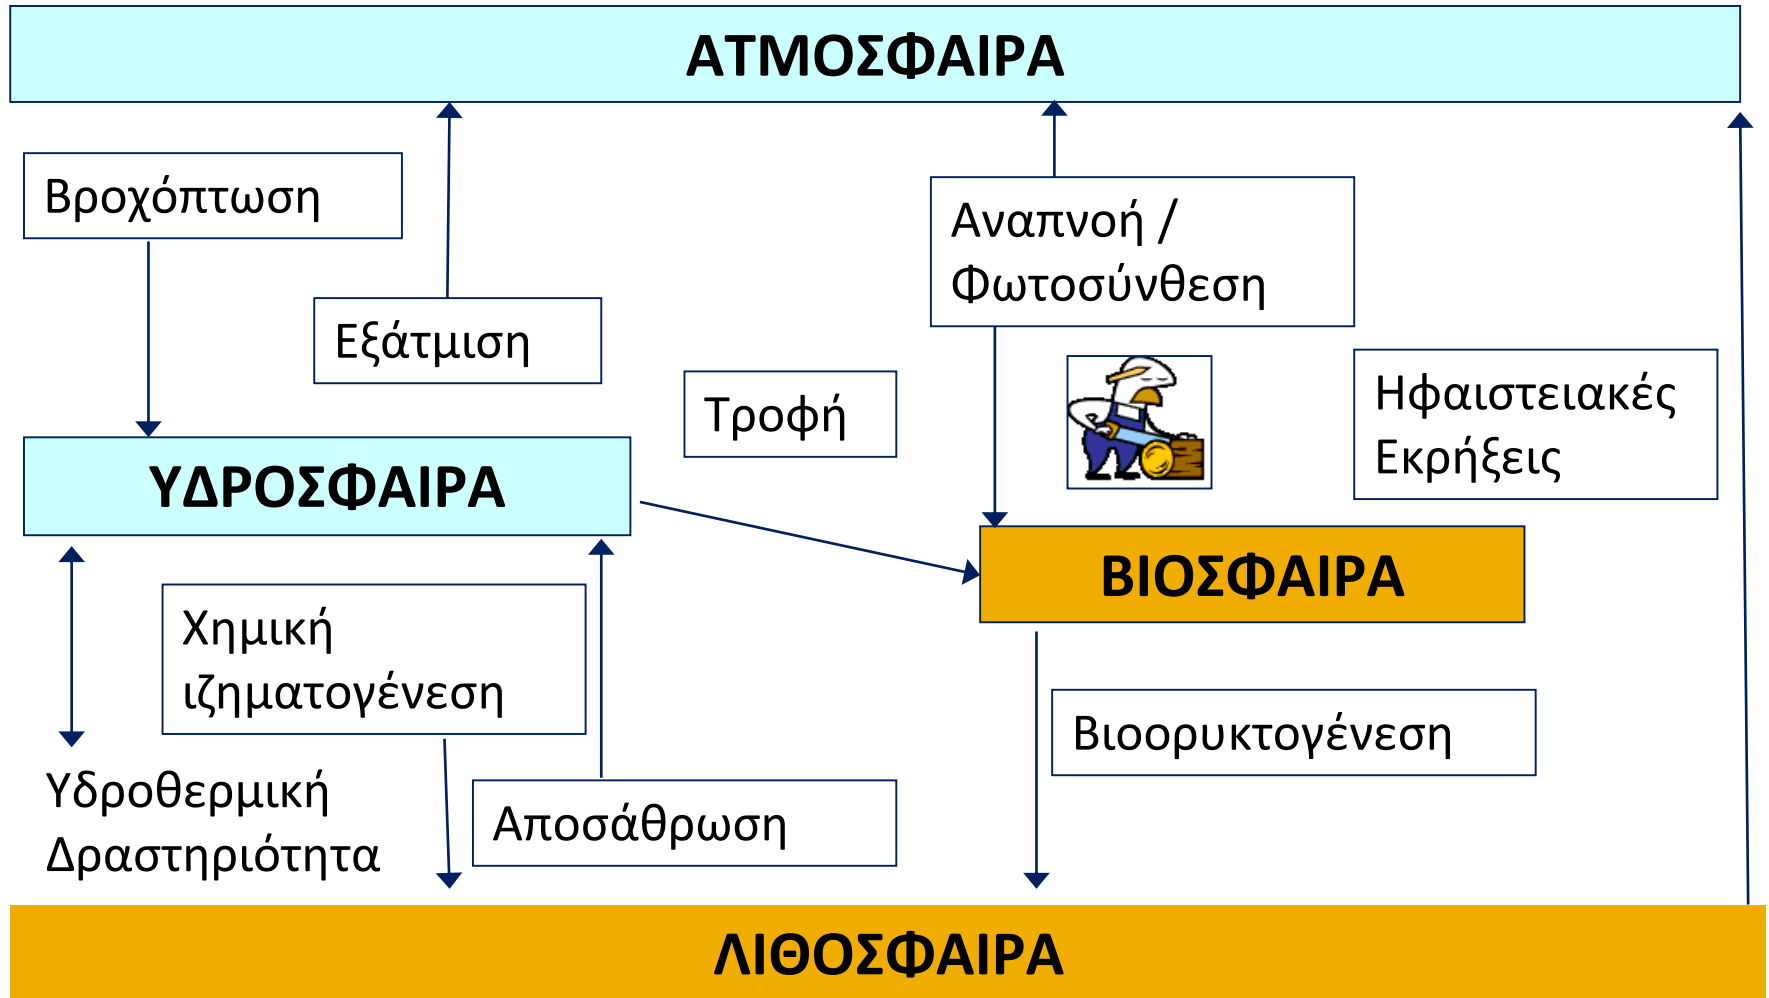 ΑΤΜΟΣΦΑΙΡΑ
Βροχόπτωση
Αναπνοή /
Φωτοσύνθεση
Εξάτμιση
Τροφή
Ηφαιστειακές
Εκρήξεις
ΥΔΡΟΣΦΑΙΡΑ
ΒΙΟΣΦΑΙΡΑ
Χημική
ιζηματογένεση
Βιοορυκτογένεση
Υδροθερμική
Δραστηριότητα
Αποσάθρωση
ΛΙΘΟΣΦΑΙΡΑ